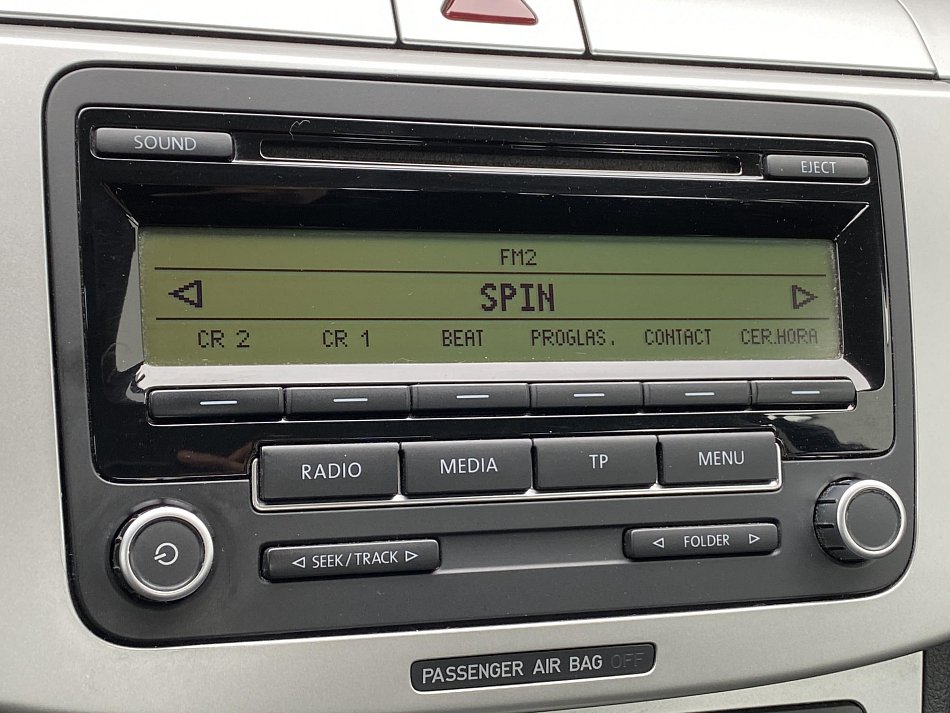 SOUND
EJECT
FM2
SPIN
CR 2 CR 1 BEAT PROGLAS. CONTACT CER.HORA
RADIO MEDIA TP MENU
SEEK/TRACK
FOLDER
PASSENGER AIR BAG OFF